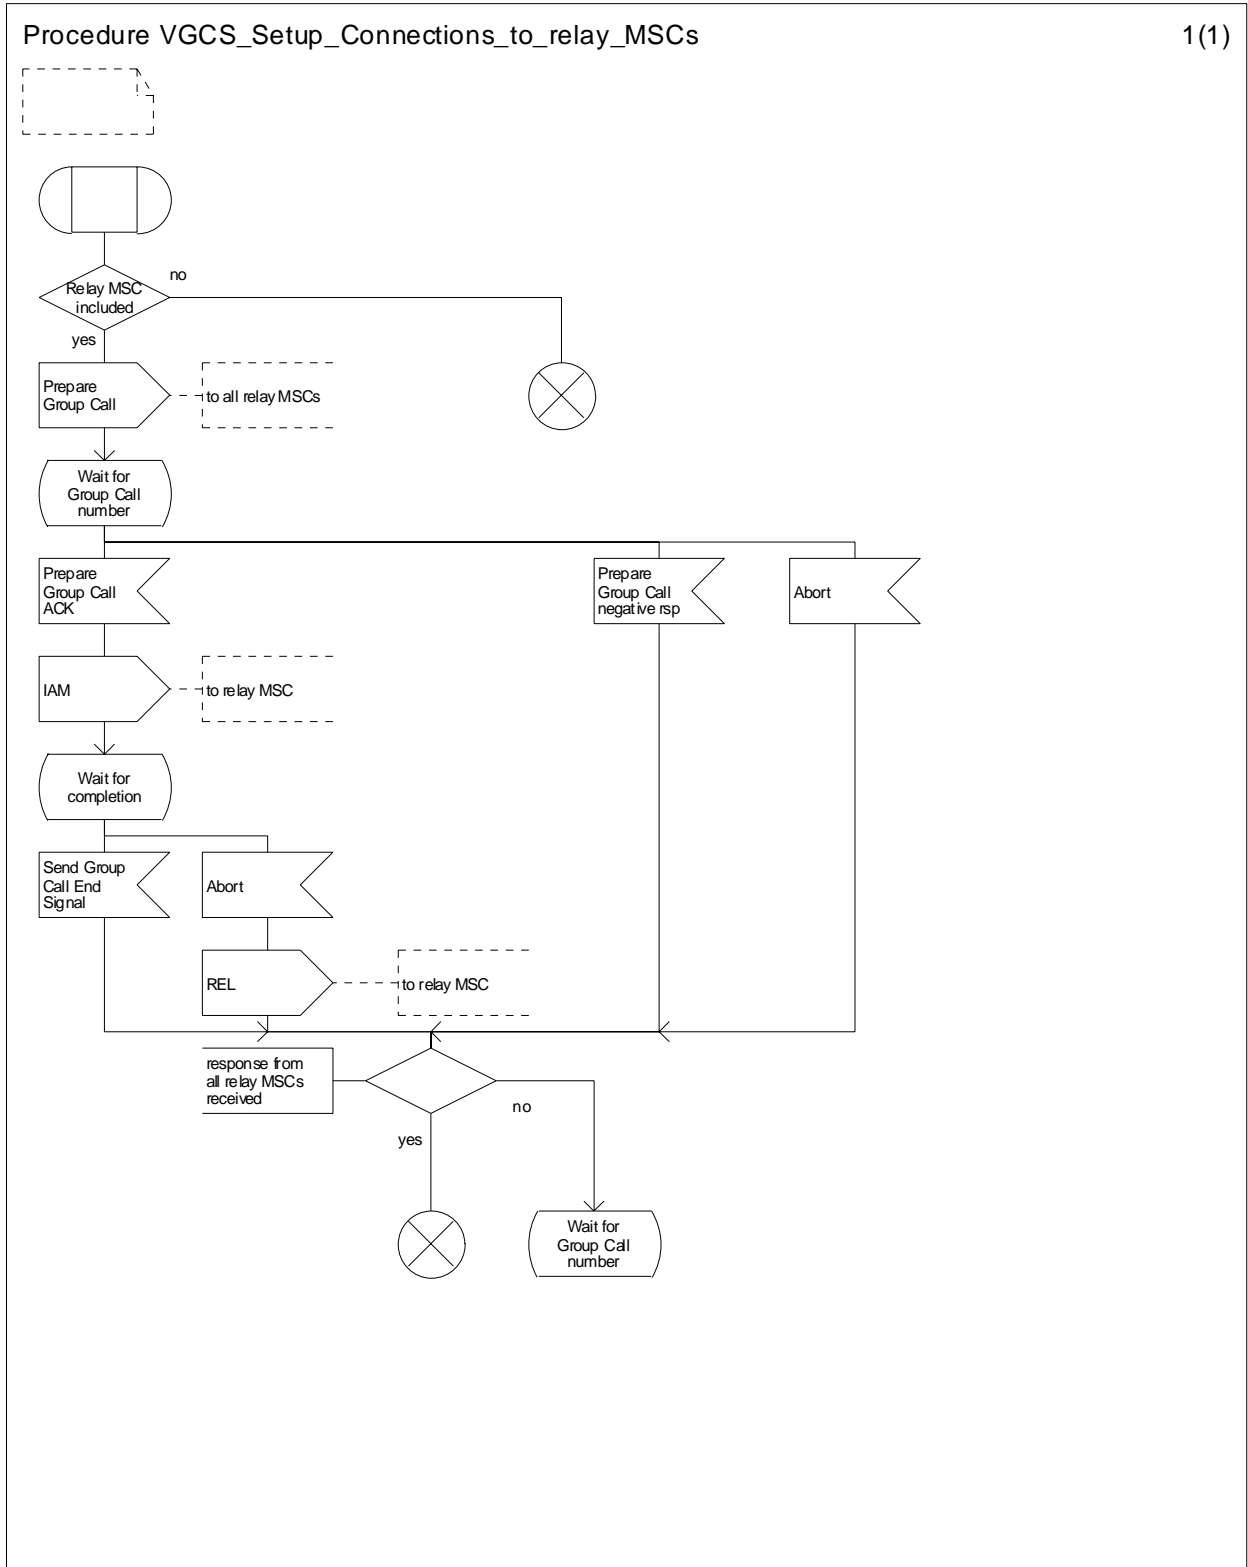 Procedure VGCS_Setup_Connections_to_relay_MSCs
1(1)
Relay MSC
included
no
yes
Prepare
Group Call
to all relay MSCs
Wait for
Group Call
number
Prepare
Group Call
ACK
Prepare
Group Call
negative rsp
Abort
IAM
to relay MSC
Wait for
completion
Send Group
Call End
Signal
Abort
REL
to relay MSC
response from
all relay MSCs
received
no
yes
Wait for
Group Call
number